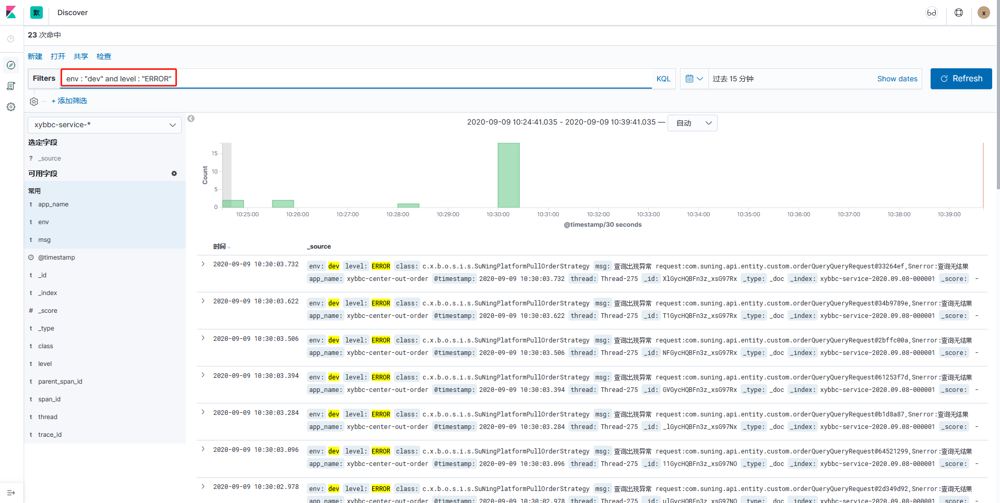 默 Discover x
23 次命中
新建 打开 共享 检查
Filters env : "dev" and level : "ERROR" KQL 过去 15 分钟 Show dates Refresh
+ 添加筛选
xybbc-service-*
选定字段
? _source
可用字段
常用
t app_name
t env
t msg
@timestamp
t _id
t _index
# _score
t _type
t class
t level
t parent_span_id
t span_id
t thread
t trace_id
2020-09-09 10:24:41.035 - 2020-09-09 10:39:41.035 — 自动
Count
15
10
5
0
10:25:00 10:26:00 10:27:00 10:28:00 10:29:00 10:30:00 10:31:00 10:32:00 10:33:00 10:34:00 10:35:00 10:36:00 10:37:00 10:38:00 10:39:00
@timestamp/30 seconds
时间 _source
2020-09-09 10:30:03.732 env: dev level: ERROR class: c.x.b.o.s.i.s.SuNingPlatformPullOrderStrategy msg: 查询出现异常 request:com.suning.api.entity.custom.orderQueryQueryRequest@33264ef,Snerror:查询无结果
app_name: xybbc-center-out-order @timestamp: 2020-09-09 10:30:03.732 thread: Thread-275 _id: XlGycHQBFn3z_xsG97Rx _type: _doc _index: xybbc-service-2020.09.08-000001 _score: -
2020-09-09 10:30:03.622 env: dev level: ERROR class: c.x.b.o.s.i.s.SuNingPlatformPullOrderStrategy msg: 查询出现异常 request:com.suning.api.entity.custom.orderQueryQueryRequest@34b9789e,Snerror:查询无结果
app_name: xybbc-center-out-order @timestamp: 2020-09-09 10:30:03.622 thread: Thread-275 _id: T1GycHQBFn3z_xsG97Rx _type: _doc _index: xybbc-service-2020.09.08-000001 _score: -
2020-09-09 10:30:03.506 env: dev level: ERROR class: c.x.b.o.s.i.s.SuNingPlatformPullOrderStrategy msg: 查询出现异常 request:com.suning.api.entity.custom.orderQueryQueryRequest@2bffc00a,Snerror:查询无结果
app_name: xybbc-center-out-order @timestamp: 2020-09-09 10:30:03.506 thread: Thread-275 _id: NFGycHQBFn3z_xsG97Rx _type: _doc _index: xybbc-service-2020.09.08-000001 _score: -
2020-09-09 10:30:03.394 env: dev level: ERROR class: c.x.b.o.s.i.s.SuNingPlatformPullOrderStrategy msg: 查询出现异常 request:com.suning.api.entity.custom.orderQueryQueryRequest@61253f7d,Snerror:查询无结果
app_name: xybbc-center-out-order @timestamp: 2020-09-09 10:30:03.394 thread: Thread-275 _id: GVGycHQBFn3z_xsG97Rx _type: _doc _index: xybbc-service-2020.09.08-000001 _score: -
2020-09-09 10:30:03.284 env: dev level: ERROR class: c.x.b.o.s.i.s.SuNingPlatformPullOrderStrategy msg: 查询出现异常 request:com.suning.api.entity.custom.orderQueryQueryRequest@b1d8a87,Snerror:查询无结果
app_name: xybbc-center-out-order @timestamp: 2020-09-09 10:30:03.284 thread: Thread-275 _id: _lGycHQBFn3z_xsG97Nx _type: _doc _index: xybbc-service-2020.09.08-000001 _score: -
2020-09-09 10:30:03.096 env: dev level: ERROR class: c.x.b.o.s.i.s.SuNingPlatformPullOrderStrategy msg: 查询出现异常 request:com.suning.api.entity.custom.orderQueryQueryRequest@64521299,Snerror:查询无结果
app_name: xybbc-center-out-order @timestamp: 2020-09-09 10:30:03.096 thread: Thread-275 _id: 11GycHQBFn3z_xsG97NO _type: _doc _index: xybbc-service-2020.09.08-000001 _score: -
2020-09-09 10:30:02.978 env: dev level: ERROR class: c.x.b.o.s.i.s.SuNingPlatformPullOrderStrategy msg: 查询出现异常 request:com.suning.api.entity.custom.orderQueryQueryRequest@2d349d92,Snerror:查询无结果
app_name: xybbc-center-out-order @timestamp: 2020-09-09 10:30:02.978 thread: Thread-275 _id: ulGycHQBFn3z_xsG97NO _type: _doc _index: xybbc-service-2020.09.08-000001 _score: -